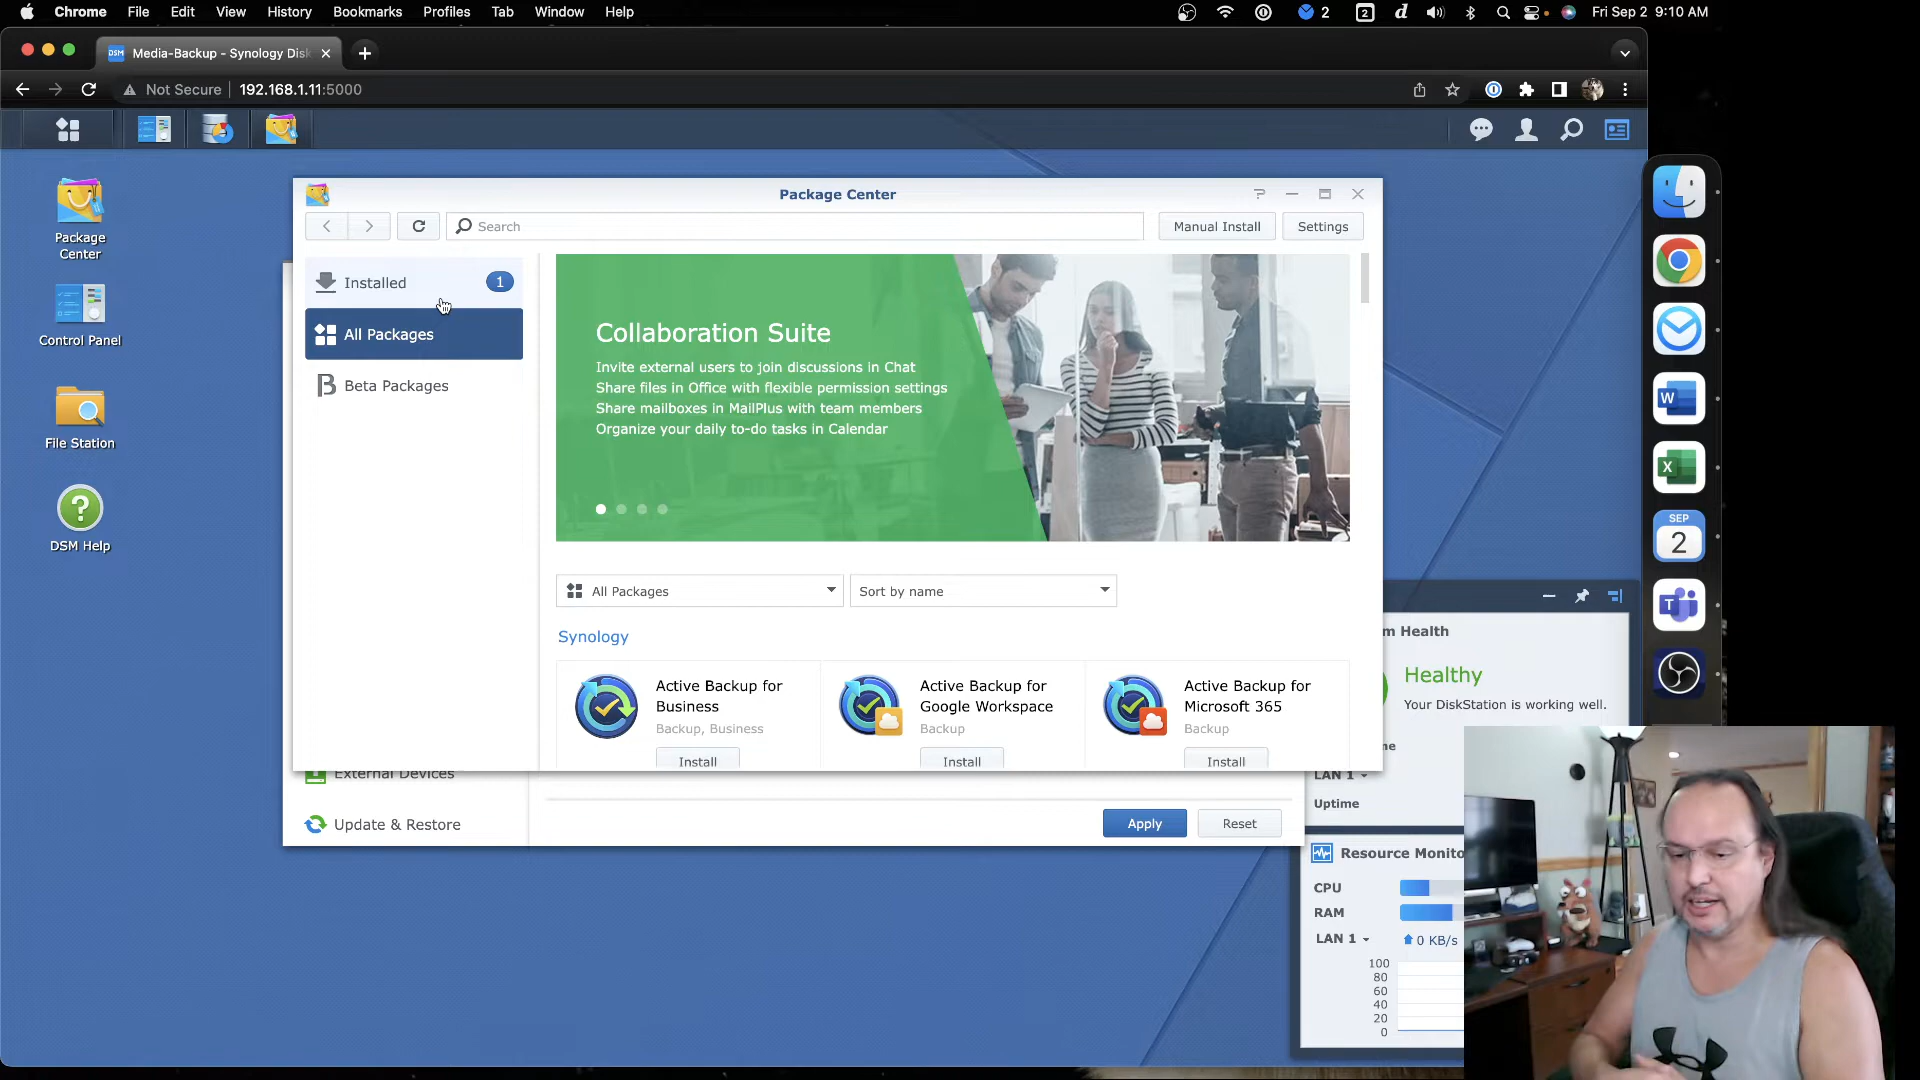 Chrome File Edit View History Bookmarks Profiles Tab Window Help
2 2 d Fri Sep 2 9:10 AM
DSM Media-Backup - Synology Disk
Not Secure 192.168.1.11:5000
Package Center
Control Panel
File Station
DSM Help
Package Center
Search
Manual Install Settings
Installed 1
All Packages
Beta Packages
Collaboration Suite
Invite external users to join discussions in Chat
Share files in Office with flexible permission settings
Share mailboxes in MailPlus with team members
Organize your daily to-do tasks in Calendar
All Packages Sort by name
Synology
Active Backup for Business
Backup, Business
Install
Active Backup for Google Workspace
Backup
Install
Active Backup for Microsoft 365
Backup
Install
External Devices
Update & Restore
Apply Reset
m Health
Healthy
Your DiskStation is working well.
me
LAN 1
Uptime
Resource Monito
CPU
RAM
LAN 1 0 KB/s
100
80
60
40
20
0
W
X
SEP
2
T